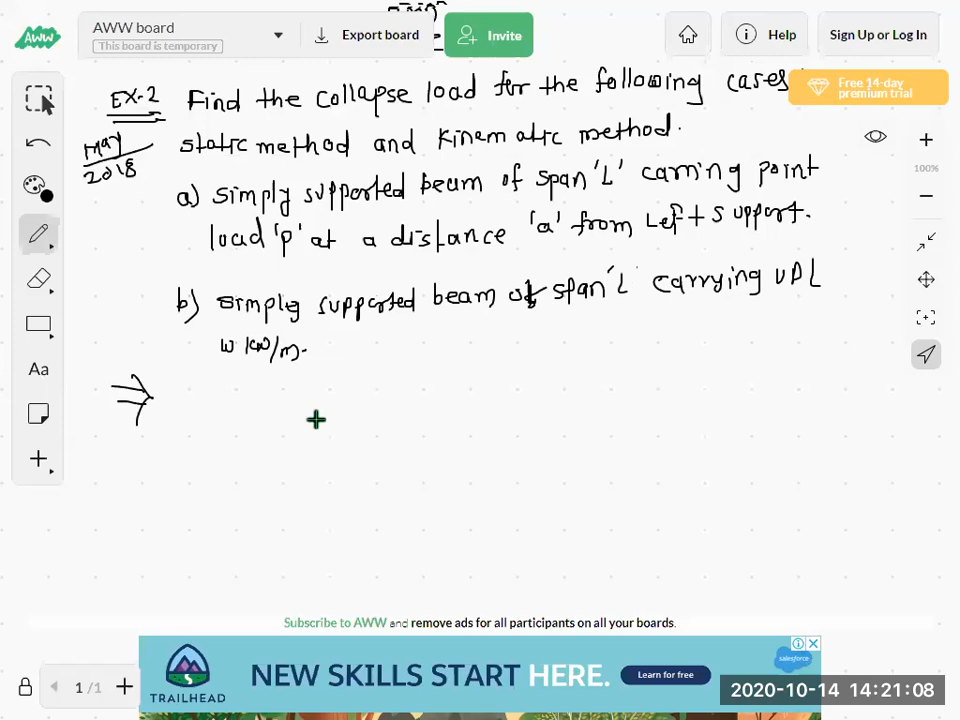 AWW
AWW board
This board is temporary
Export board
Invite
Help
Sign Up or Log In
Free 14-day
premium trial
EX-2 Find the collapse load for the following cases
May
2018
static method and kinematic method.
a) simply supported beam of span 'L' carring point
load 'p' at a distance 'a' from left support.
b) simply supported beam of span 'L' carrying UDL
w kN/m.
100%
Aa
Subscribe to AWW and remove ads for all participants on all your boards.
TRAILHEAD
NEW SKILLS START HERE.
Learn for free
salesforce
1 /1
2020-10-14 14:21:08